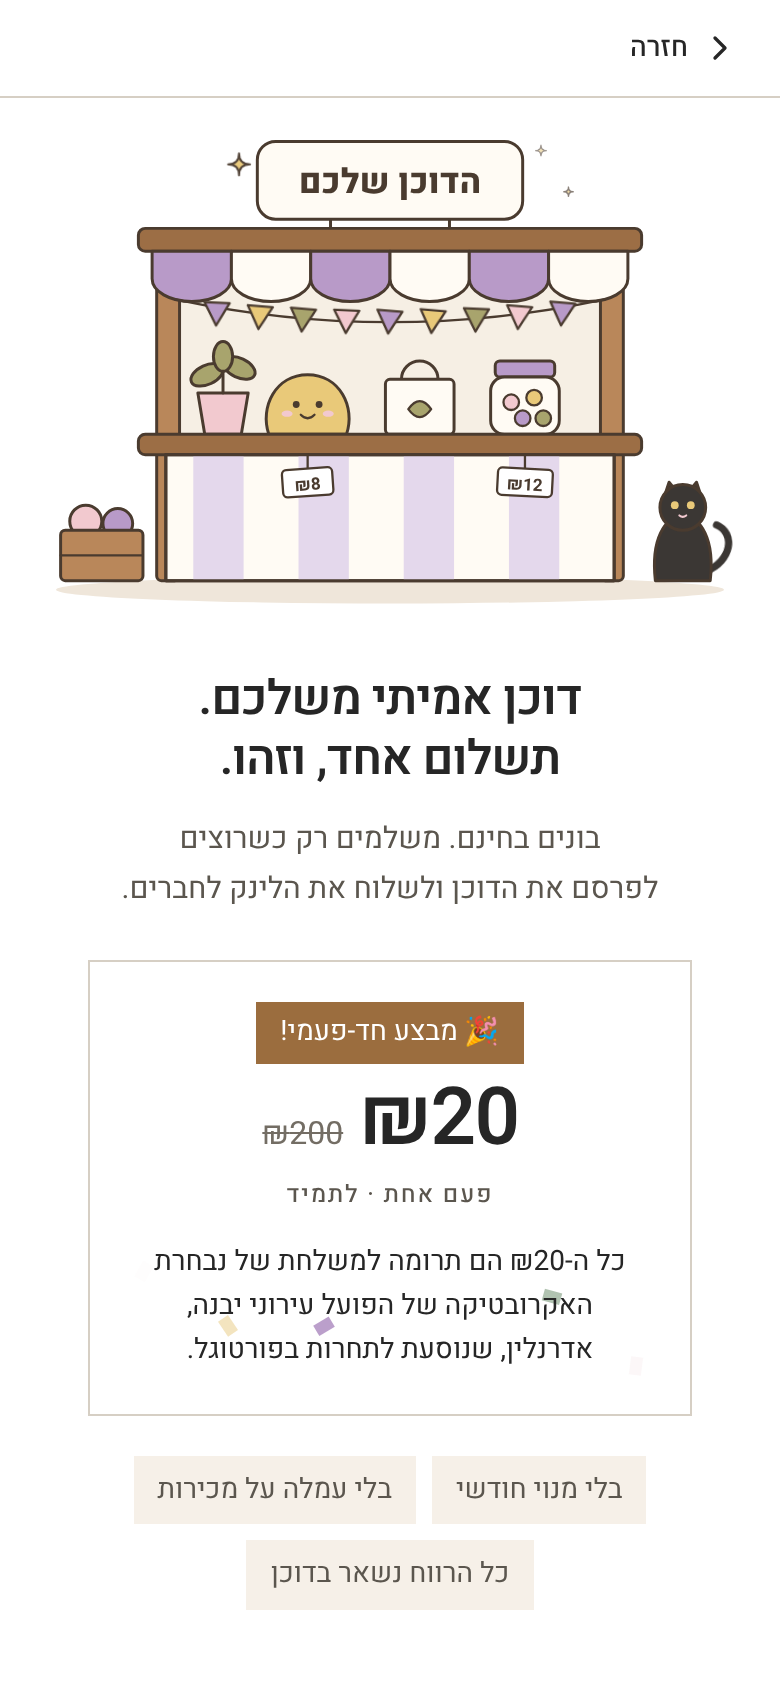 חזרה
הדוכן שלכם
₪8
₪12
דוכן אמיתי משלכם.
תשלום אחד, וזהו.
בונים בחינם. משלמים רק כשרוצים
לפרסם את הדוכן ולשלוח את הלינק לחברים.
🎉 מבצע חד-פעמי!
₪20 ₪200
פעם אחת · לתמיד
כל ה-₪20 הם תרומה למשלחת של נבחרת
האקרובטיקה של הפועל עירוני יבנה,
אדרנלין, שנוסעת לתחרות בפורטוגל.
בלי מנוי חודשי
בלי עמלה על מכירות
כל הרווח נשאר בדוכן